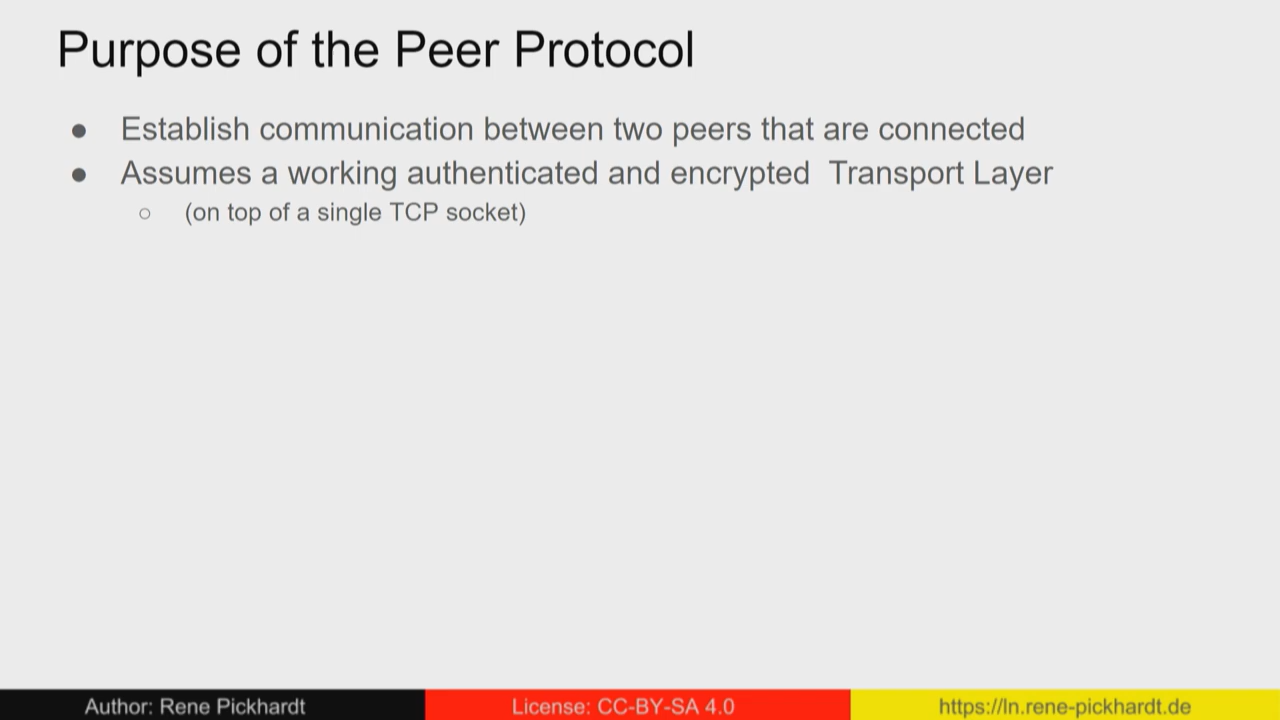 Purpose of the Peer Protocol
● Establish communication between two peers that are connected
● Assumes a working authenticated and encrypted  Transport Layer
○ (on top of a single TCP socket)
Author: Rene Pickhardt
License: CC-BY-SA 4.0
https://ln.rene-pickhardt.de